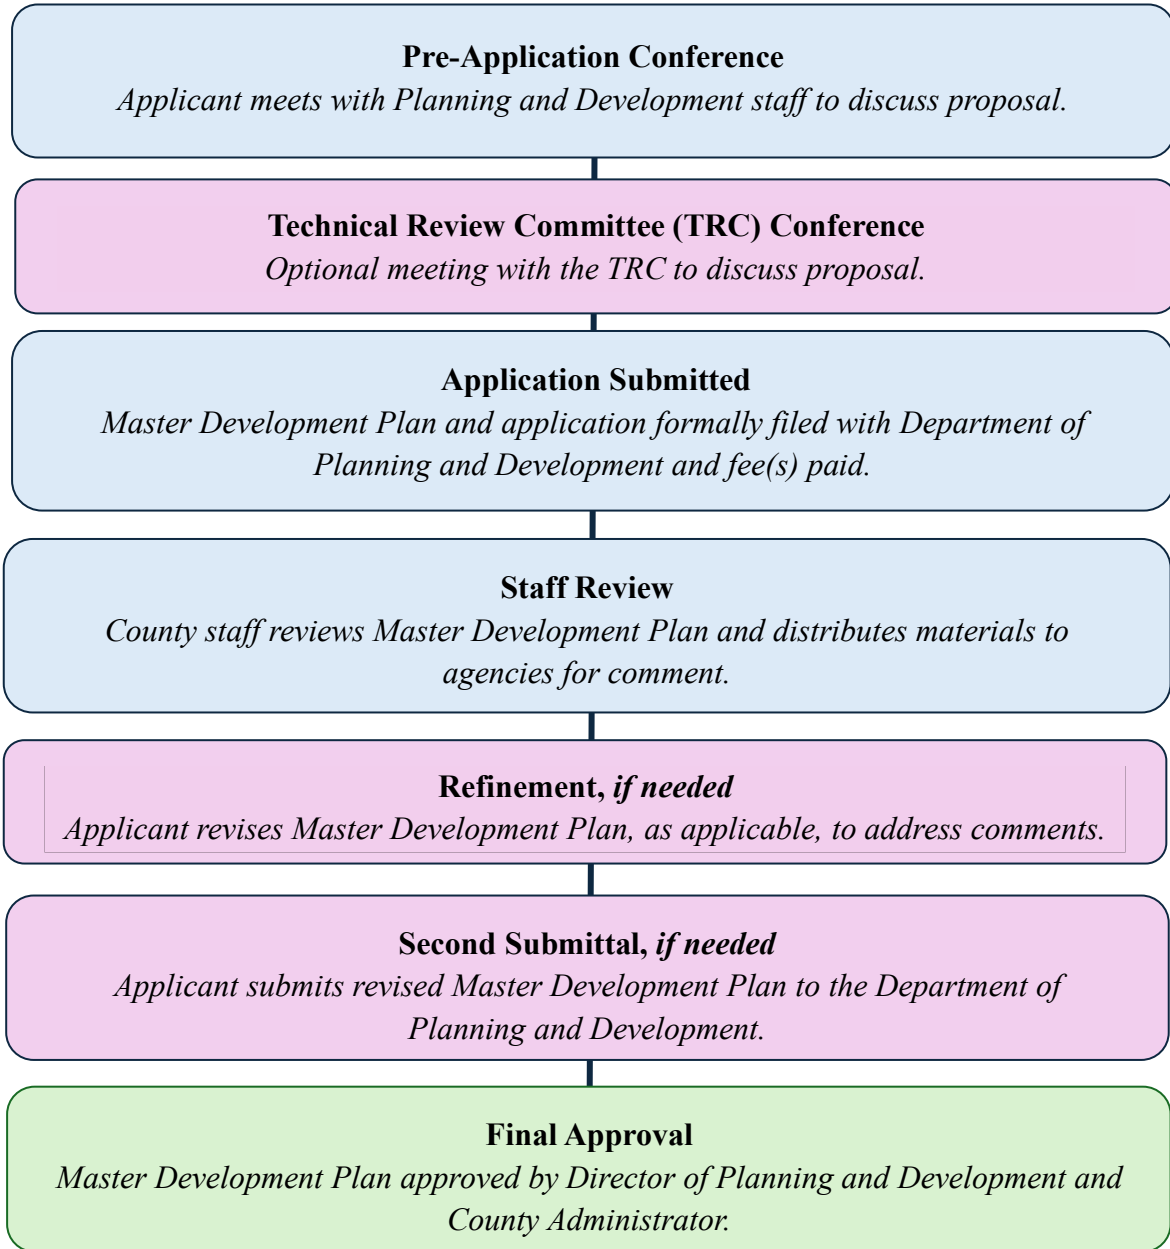 Pre-Application Conference
Applicant meets with Planning and Development staff to discuss proposal.
Technical Review Committee (TRC) Conference
Optional meeting with the TRC to discuss proposal.
Application Submitted
Master Development Plan and application formally filed with Department of
Planning and Development and fee(s) paid.
Staff Review
County staff reviews Master Development Plan and distributes materials to
agencies for comment.
Refinement, if needed
Applicant revises Master Development Plan, as applicable, to address comments.
Second Submittal, if needed
Applicant submits revised Master Development Plan to the Department of
Planning and Development.
Final Approval
Master Development Plan approved by Director of Planning and Development and
County Administrator.